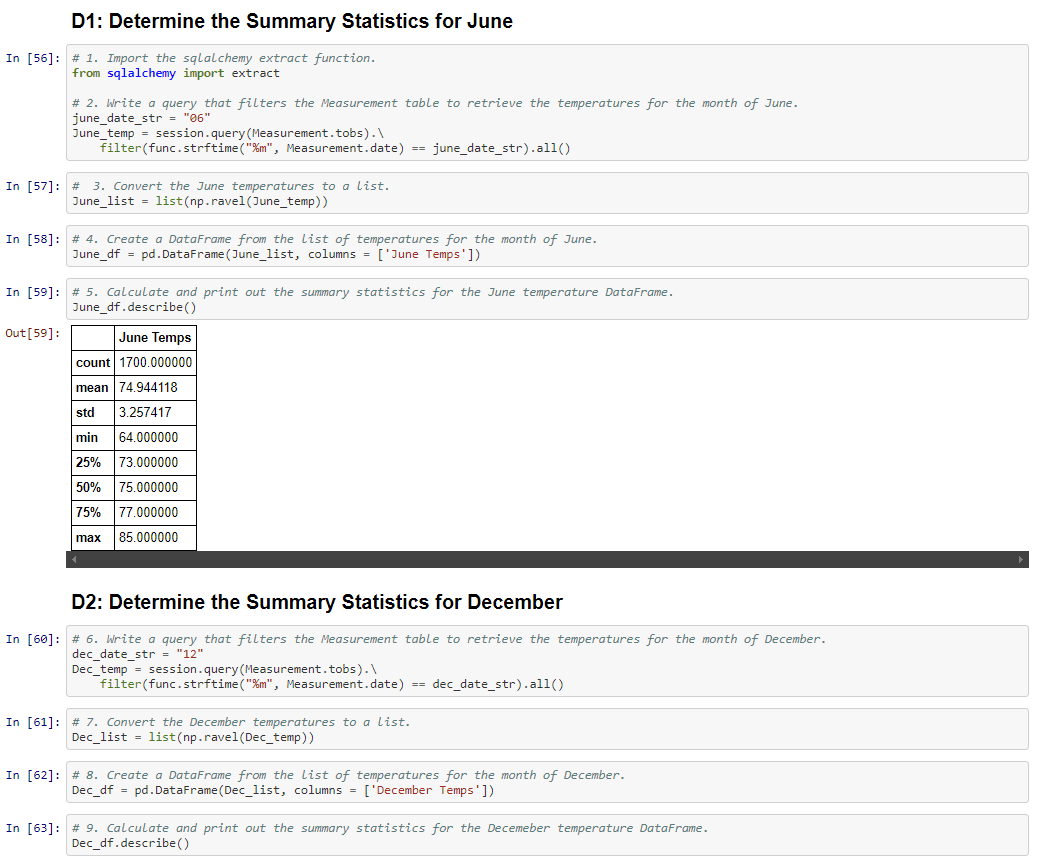 D1: Determine the Summary Statistics for June
In [56]: # 1. Import the sqlalchemy extract function.
from sqlalchemy import extract
# 2. Write a query that filters the Measurement table to retrieve the temperatures for the month of June.
june_date_str = "06"
June_temp = session.query(Measurement.tobs).\
filter(func.strftime("%m", Measurement.date) == june_date_str).all()
In [57]: #  3. Convert the June temperatures to a list.
June_list = list(np.ravel(June_temp))
In [58]: # 4. Create a DataFrame from the list of temperatures for the month of June.
June_df = pd.DataFrame(June_list, columns = ['June Temps'])
In [59]: # 5. Calculate and print out the summary statistics for the June temperature DataFrame.
June_df.describe()
Out[59]:
June Temps
count 1700.000000
mean 74.944118
std 3.257417
min 64.000000
25% 73.000000
50% 75.000000
75% 77.000000
max 85.000000
D2: Determine the Summary Statistics for December
In [60]: # 6. Write a query that filters the Measurement table to retrieve the temperatures for the month of December.
dec_date_str = "12"
Dec_temp = session.query(Measurement.tobs).\
filter(func.strftime("%m", Measurement.date) == dec_date_str).all()
In [61]: # 7. Convert the December temperatures to a list.
Dec_list = list(np.ravel(Dec_temp))
In [62]: # 8. Create a DataFrame from the list of temperatures for the month of December.
Dec_df = pd.DataFrame(Dec_list, columns = ['December Temps'])
In [63]: # 9. Calculate and print out the summary statistics for the Decemeber temperature DataFrame.
Dec_df.describe()